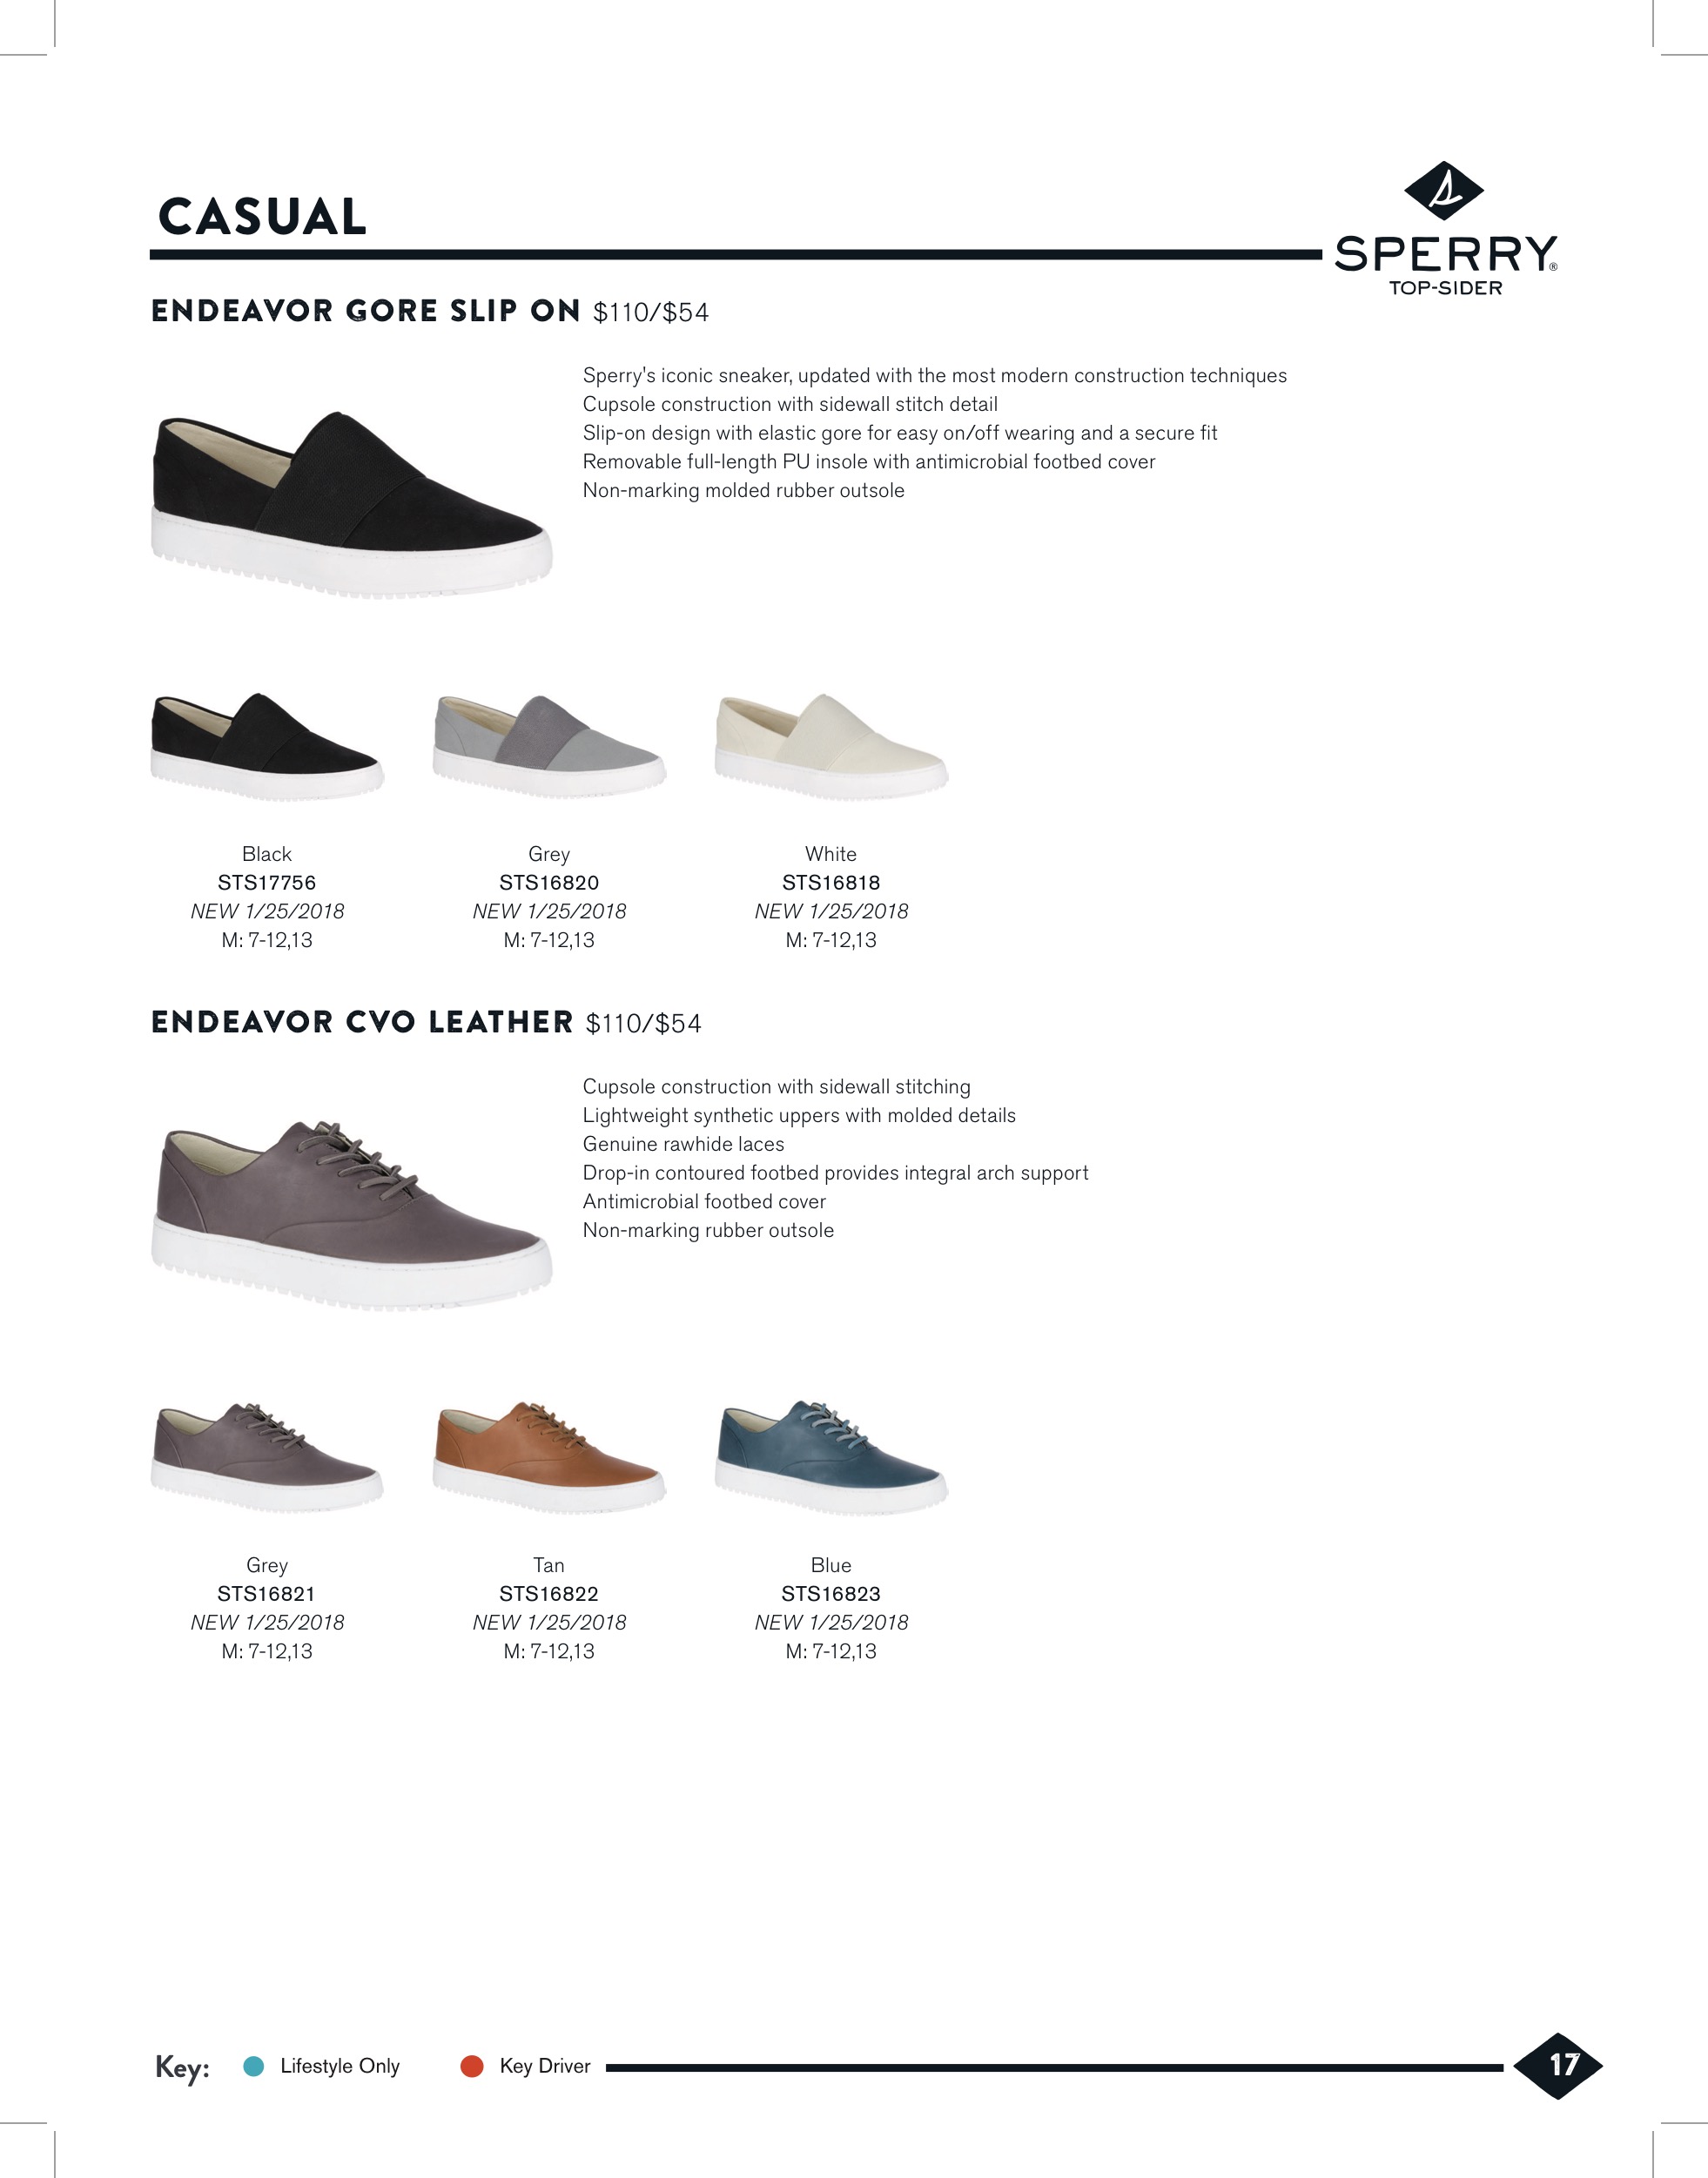 CASUAL
SPERRY®
TOP-SIDER
ENDEAVOR GORE SLIP ON $110/$54
Sperry's iconic sneaker, updated with the most modern construction techniques
Cupsole construction with sidewall stitch detail
Slip-on design with elastic gore for easy on/off wearing and a secure fit
Removable full-length PU insole with antimicrobial footbed cover
Non-marking molded rubber outsole
Black
STS17756
NEW 1/25/2018
M: 7-12,13
Grey
STS16820
NEW 1/25/2018
M: 7-12,13
White
STS16818
NEW 1/25/2018
M: 7-12,13
ENDEAVOR CVO LEATHER $110/$54
Cupsole construction with sidewall stitching
Lightweight synthetic uppers with molded details
Genuine rawhide laces
Drop-in contoured footbed provides integral arch support
Antimicrobial footbed cover
Non-marking rubber outsole
Grey
STS16821
NEW 1/25/2018
M: 7-12,13
Tan
STS16822
NEW 1/25/2018
M: 7-12,13
Blue
STS16823
NEW 1/25/2018
M: 7-12,13
Key: Lifestyle Only Key Driver
17